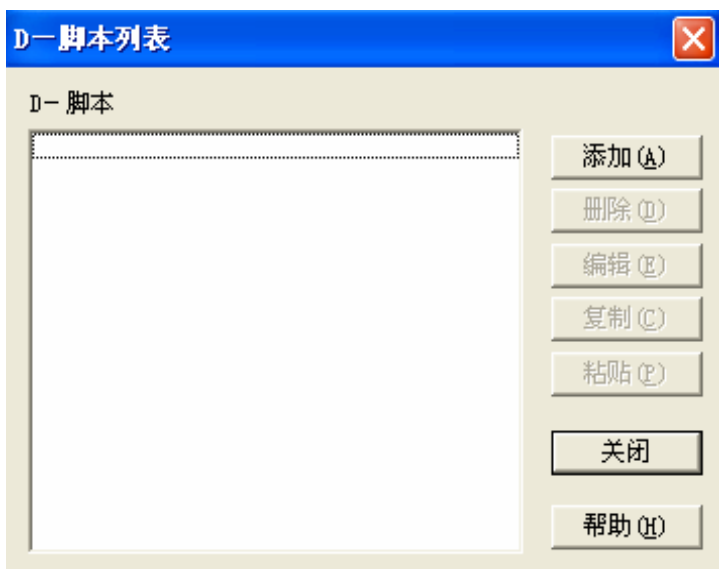 D－脚本列表
D－ 脚本
添加(A)
删除(D)
编辑(E)
复制(C)
粘贴(P)
关闭
帮助(H)